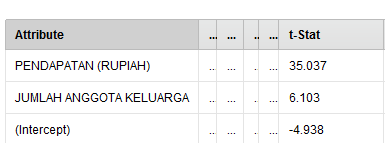 Attribute ... ... .. ... t-Stat
PENDAPATAN (RUPIAH) .. ... .. ... 35.037
JUMLAH ANGGOTA KELUARGA .. ... .. ... 6.103
(Intercept) .. ... .. ... -4.938